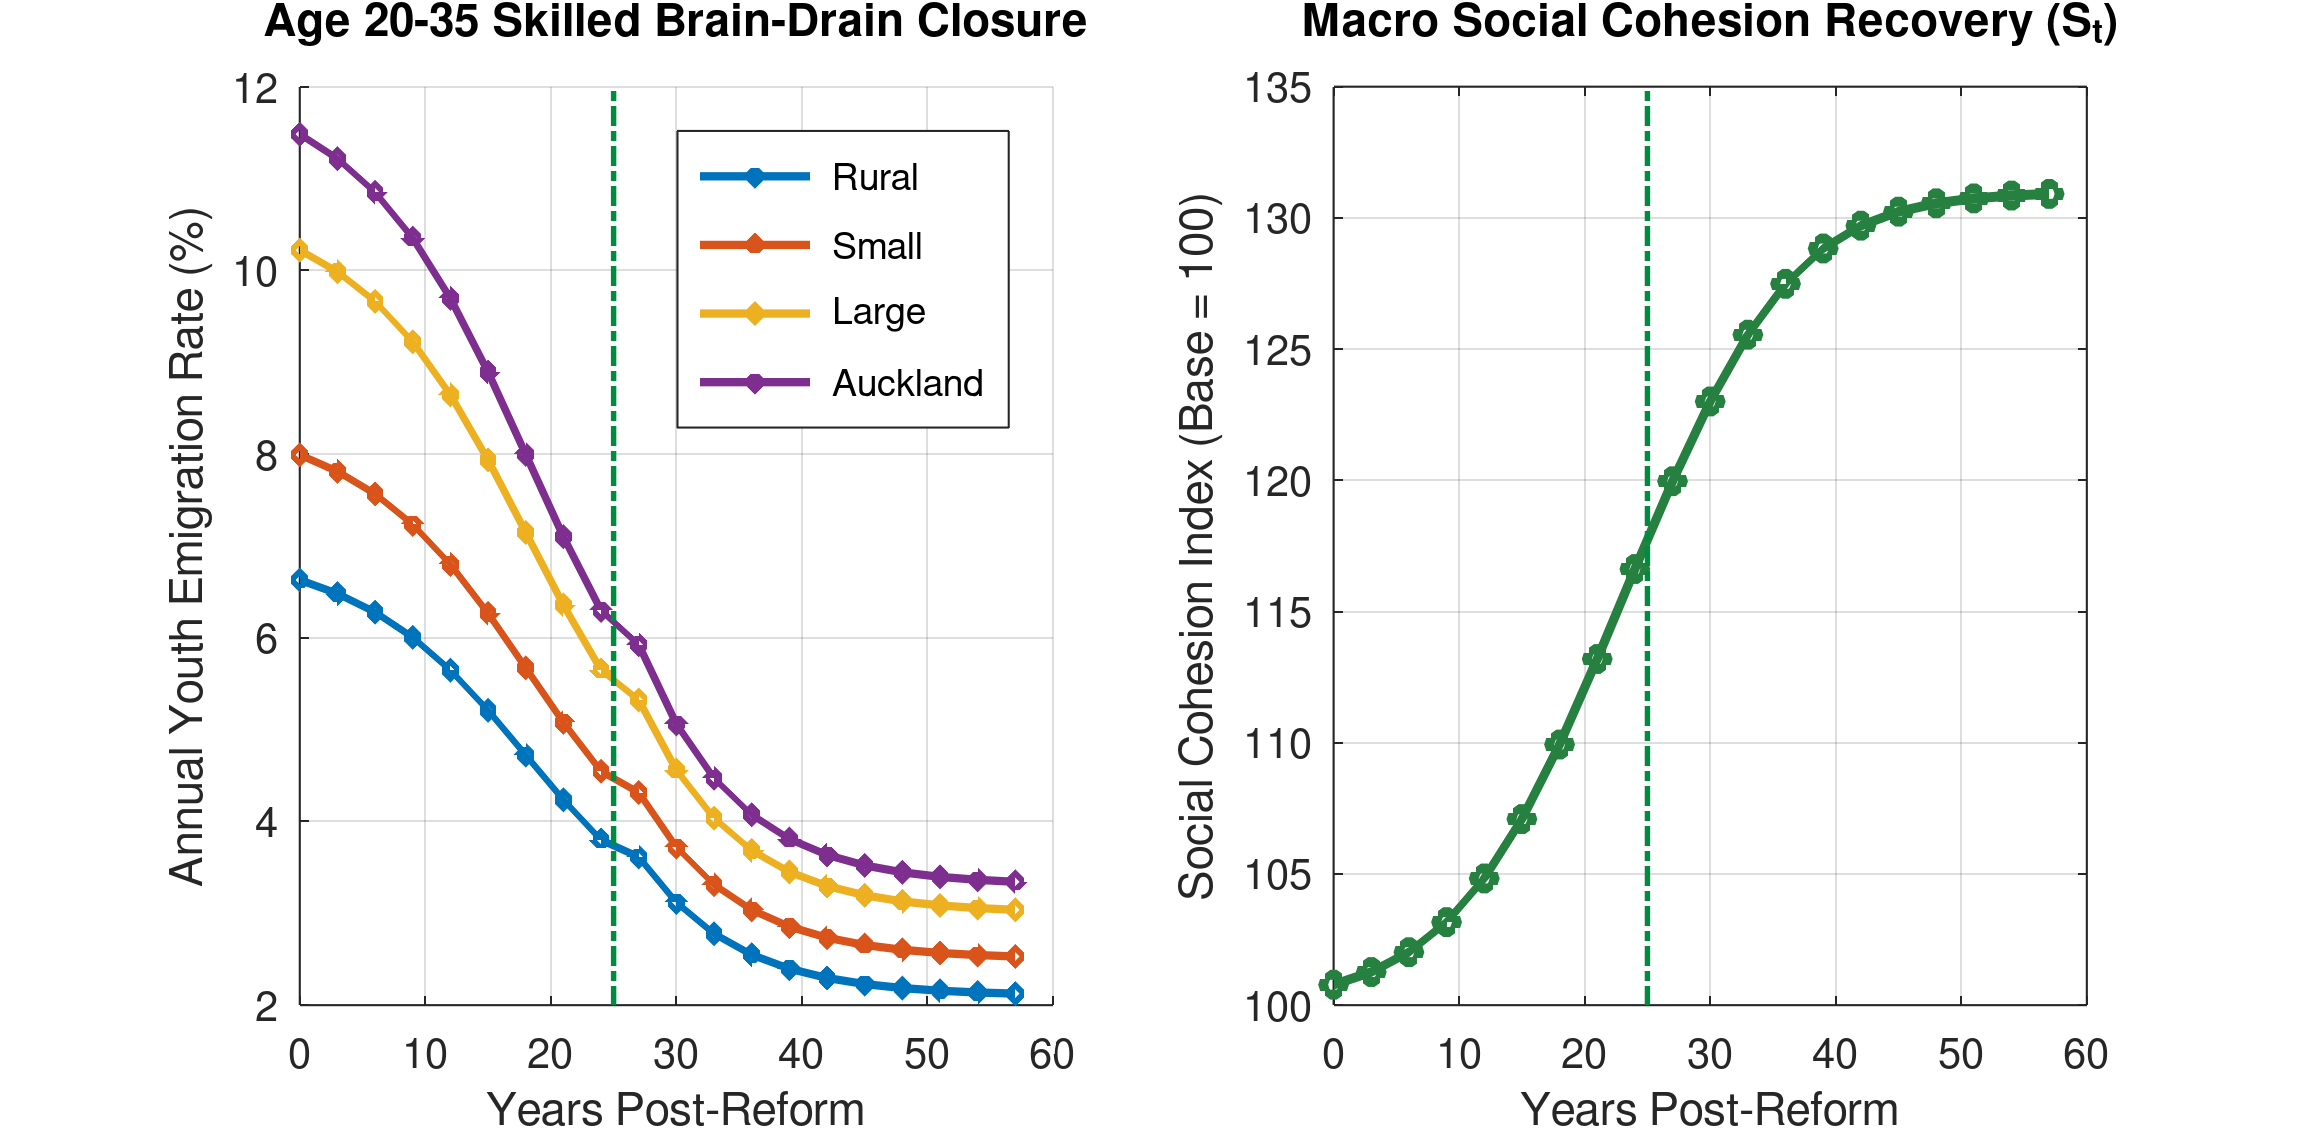 Age 20-35 Skilled Brain-Drain Closure
12
10
8
6
4
2
Annual Youth Emigration Rate (%)
Rural
Small
Large
Auckland
0 10 20 30 40 50 60
Years Post-Reform
Macro Social Cohesion Recovery (St)
135
130
125
120
115
110
105
100
Social Cohesion Index (Base = 100)
0 10 20 30 40 50 60
Years Post-Reform